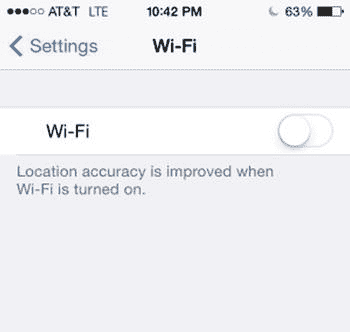 AT&T LTE 10:42 PM 63%
Settings Wi-Fi
Wi-Fi
Location accuracy is improved when
Wi-Fi is turned on.